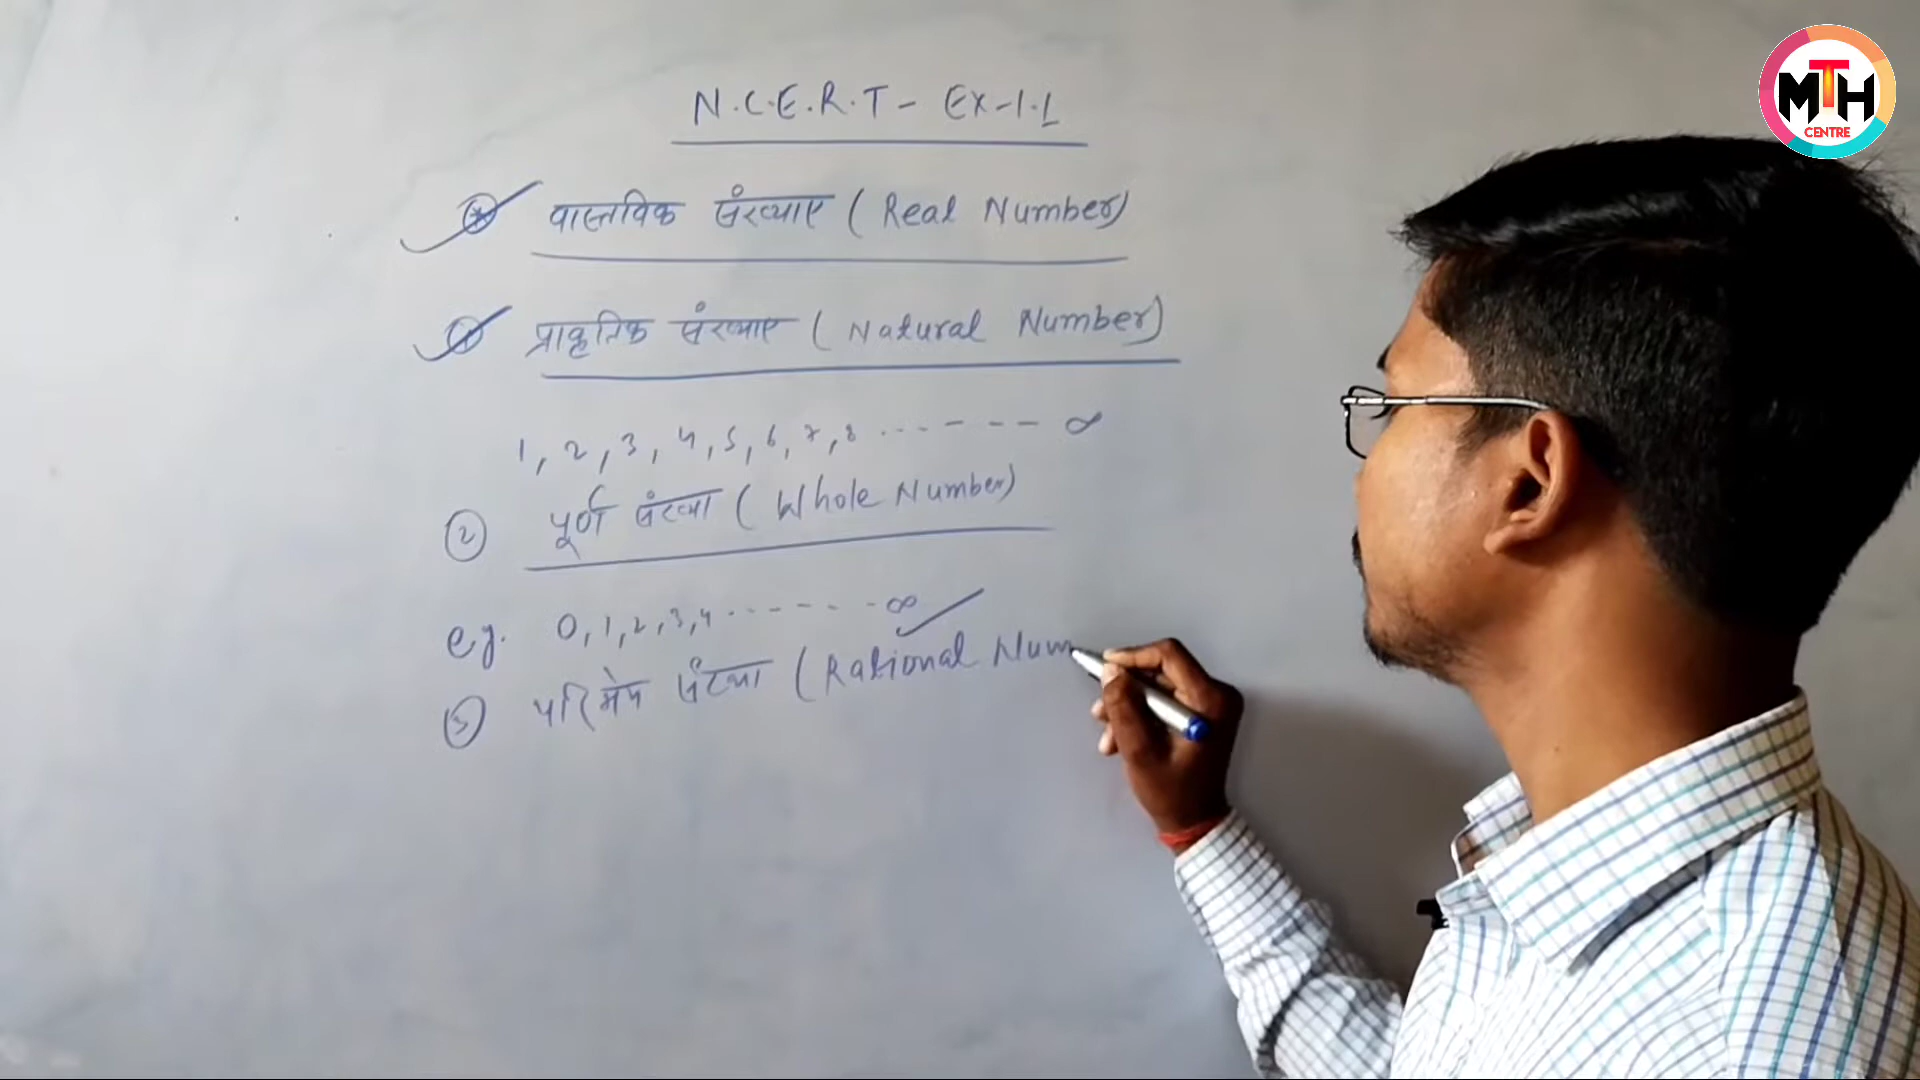 N.C.E.R.T - Ex-1.1
वास्तविक संख्याए (Real Number)
प्राकृतिक संख्याए (Natural Number)
1, 2, 3, 4, 5, 6, 7, 8 ....---- ∞
② पूर्ण संख्या (Whole Number)
e.g. 0, 1, 2, 3, 4 ------- ∞
③ परिमेय संख्या (Rational Num
MTH
CENTRE